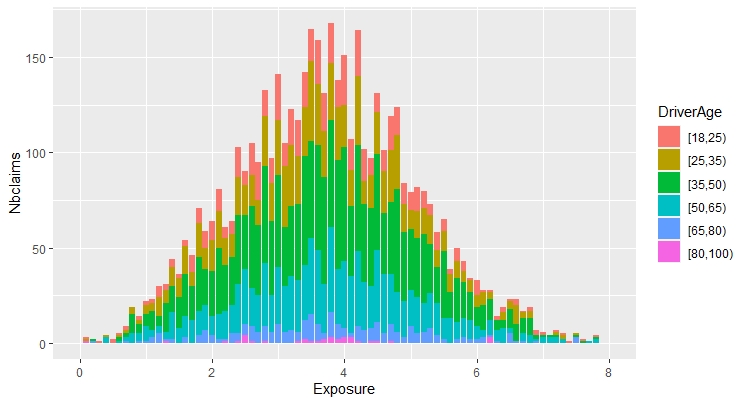 150
100
50
0
Nbclaims
0 2 4 6 8
Exposure
DriverAge
[18,25)
[25,35)
[35,50)
[50,65)
[65,80)
[80,100)